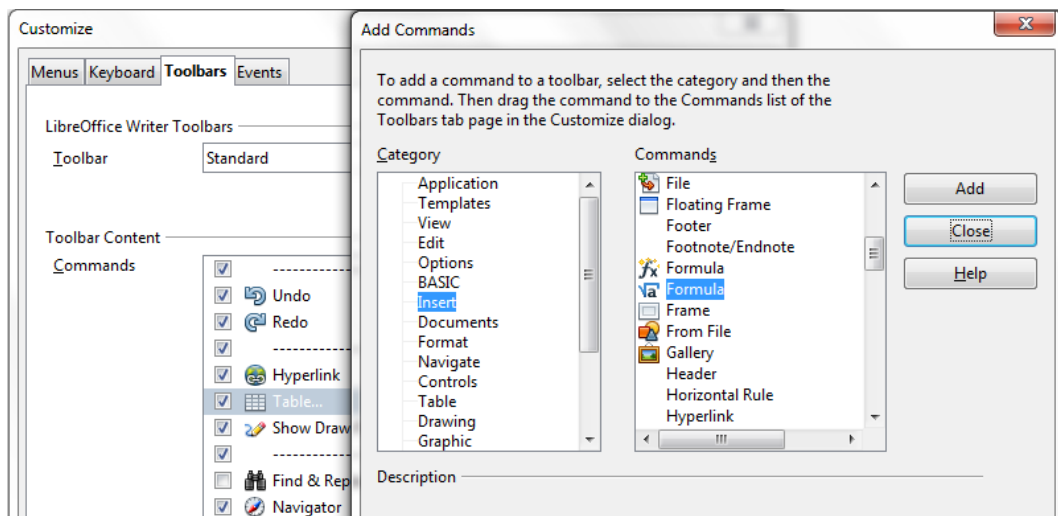 Customize
Menus Keyboard Toolbars Events
LibreOffice Writer Toolbars
Toolbar Standard
Toolbar Content
Commands
Undo
Redo
Hyperlink
Table...
Show Draw
Find & Rep
Navigator
Add Commands
To add a command to a toolbar, select the category and then the
command. Then drag the command to the Commands list of the
Toolbars tab page in the Customize dialog.
Category
Application
Templates
View
Edit
Options
BASIC
Insert
Documents
Format
Navigate
Controls
Table
Drawing
Graphic
Commands
File
Floating Frame
Footer
Footnote/Endnote
Formula
Formula
Frame
From File
Gallery
Header
Horizontal Rule
Hyperlink
Add
Close
Help
Description